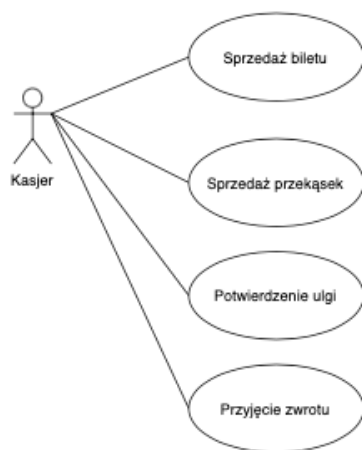 Sprzedaż biletu
Kasjer
Sprzedaż przekąsek
Potwierdzenie ulgi
Przyjęcie zwrotu